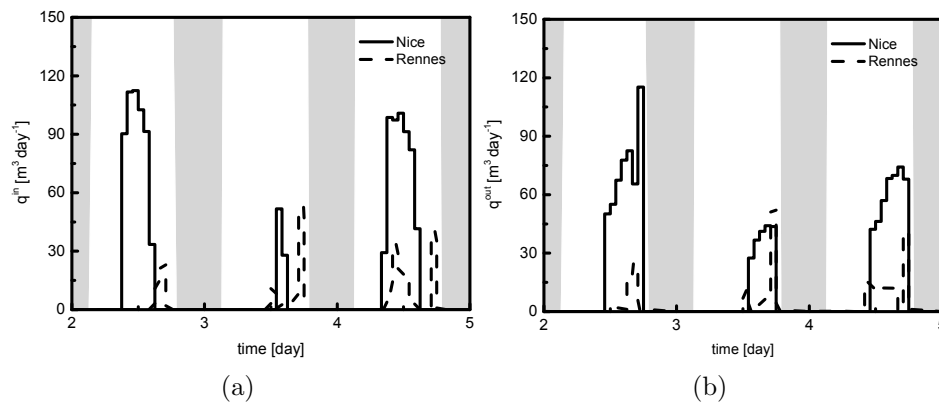 150
120
90
60
30
0
q^in [m^3 day^-1]
Nice
Rennes
2 3 4 5
time [day]
(a)
150
120
90
60
30
0
q^out [m^3 day^-1]
Nice
Rennes
2 3 4 5
time [day]
(b)